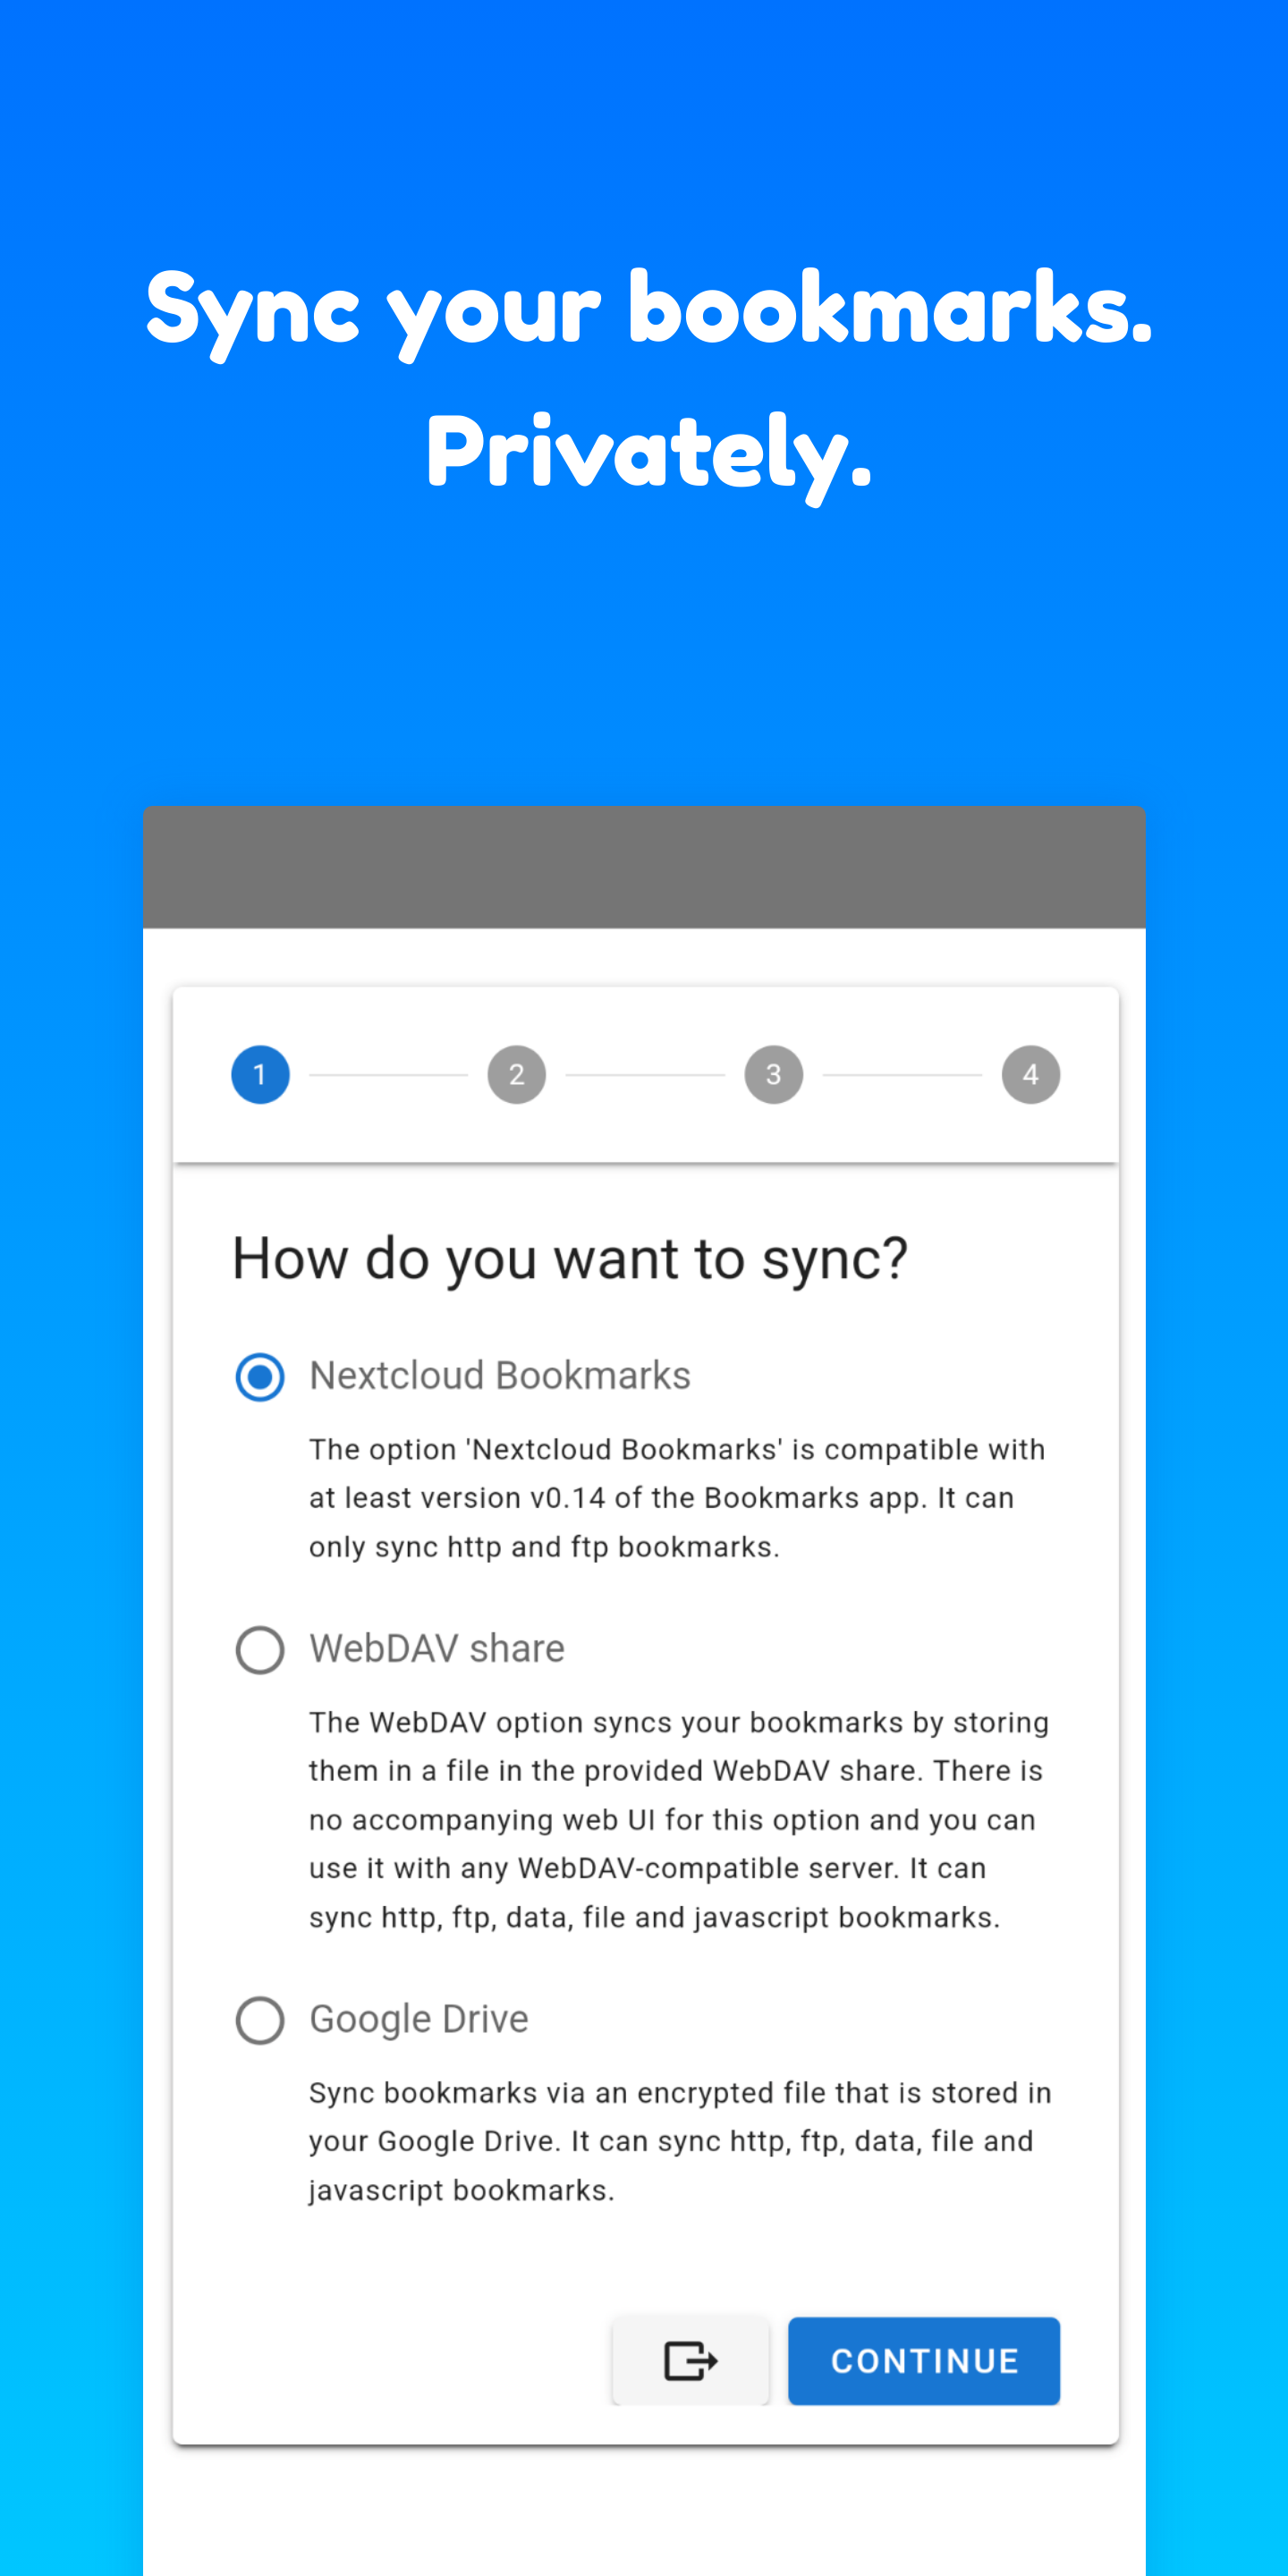 Sync your bookmarks.
Privately.
1 2 3 4
How do you want to sync?
Nextcloud Bookmarks
The option 'Nextcloud Bookmarks' is compatible with
at least version v0.14 of the Bookmarks app. It can
only sync http and ftp bookmarks.
WebDAV share
The WebDAV option syncs your bookmarks by storing
them in a file in the provided WebDAV share. There is
no accompanying web UI for this option and you can
use it with any WebDAV-compatible server. It can
sync http, ftp, data, file and javascript bookmarks.
Google Drive
Sync bookmarks via an encrypted file that is stored in
your Google Drive. It can sync http, ftp, data, file and
javascript bookmarks.
CONTINUE